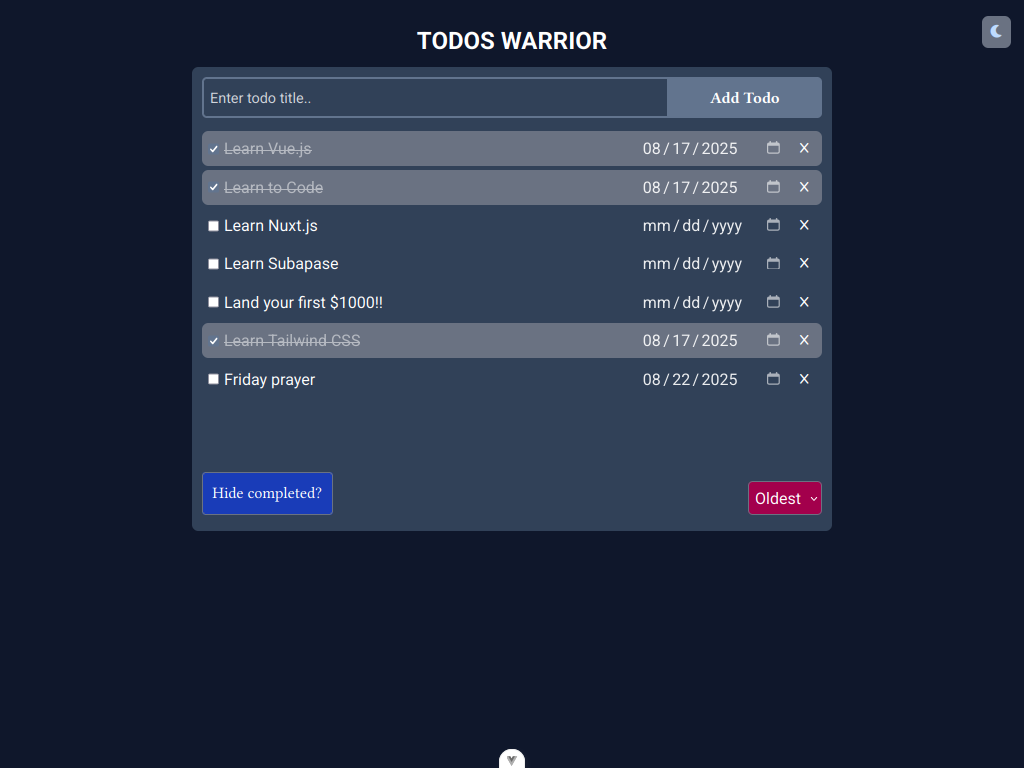 TODOS WARRIOR
Enter todo title.. Add Todo
Learn Vue.js 08/17/2025 X
Learn to Code 08/17/2025 X
Learn Nuxt.js mm/dd/yyyy X
Learn Subapase mm/dd/yyyy X
Land your first $1000!! mm/dd/yyyy X
Learn Tailwind CSS 08/17/2025 X
Friday prayer 08/22/2025 X
Hide completed? Oldest